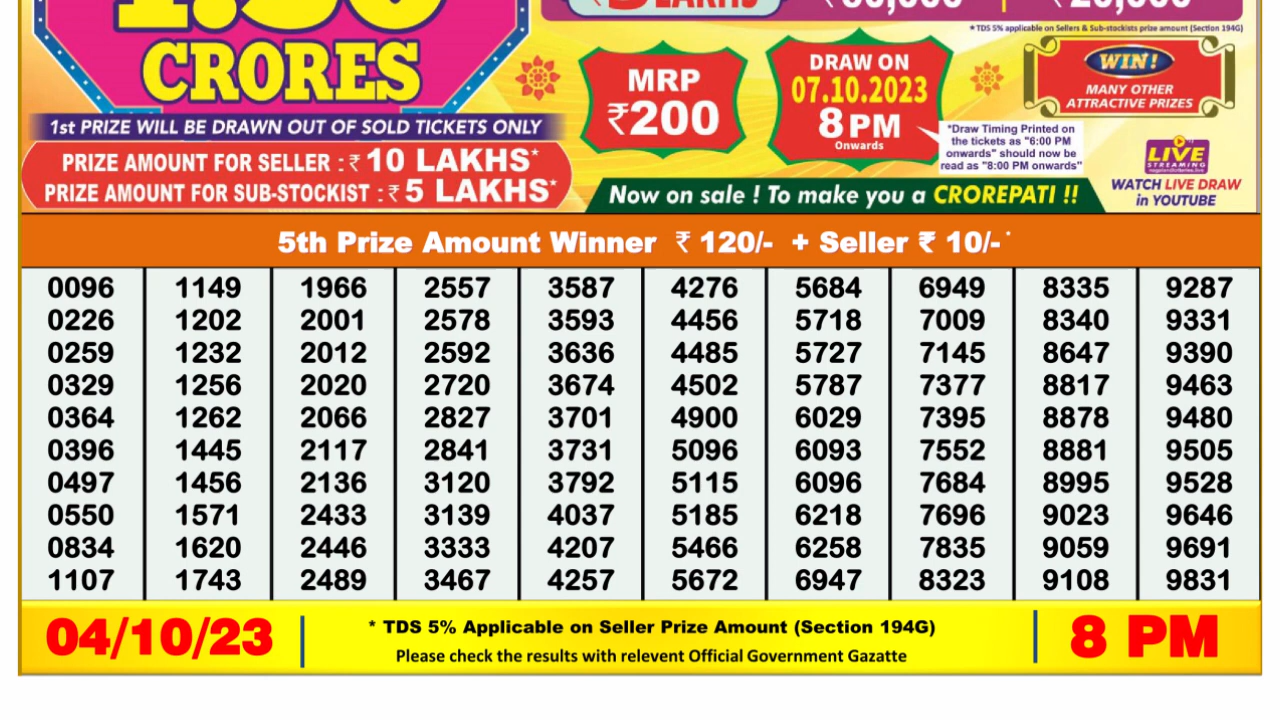 CRORES
LAKHS
*TDS 5% applicable on Sellers & Sub-stockists prize amount (Section 194G)
MRP
₹200
DRAW ON
07.10.2023
8 PM
Onwards
WIN!
MANY OTHER
ATTRACTIVE PRIZES
*Draw Timing Printed on
the tickets as "6:00 PM
onwards" should now be
read as "8:00 PM onwards"
LIVE
STREAMING
WATCH LIVE DRAW
in YOUTUBE
1st PRIZE WILL BE DRAWN OUT OF SOLD TICKETS ONLY
PRIZE AMOUNT FOR SELLER : ₹ 10 LAKHS*
PRIZE AMOUNT FOR SUB-STOCKIST : ₹ 5 LAKHS*
Now on sale ! To make you a CROREPATI !!
5th Prize Amount Winner ₹ 120/- + Seller ₹ 10/-*
0096 1149 1966 2557 3587 4276 5684 6949 8335 9287
0226 1202 2001 2578 3593 4456 5718 7009 8340 9331
0259 1232 2012 2592 3636 4485 5727 7145 8647 9390
0329 1256 2020 2720 3674 4502 5787 7377 8817 9463
0364 1262 2066 2827 3701 4900 6029 7395 8878 9480
0396 1445 2117 2841 3731 5096 6093 7552 8881 9505
0497 1456 2136 3120 3792 5115 6096 7684 8995 9528
0550 1571 2433 3139 4037 5185 6218 7696 9023 9646
0834 1620 2446 3333 4207 5466 6258 7835 9059 9691
1107 1743 2489 3467 4257 5672 6947 8323 9108 9831
04/10/23
* TDS 5% Applicable on Seller Prize Amount (Section 194G)
Please check the results with relevent Official Government Gazatte
8 PM